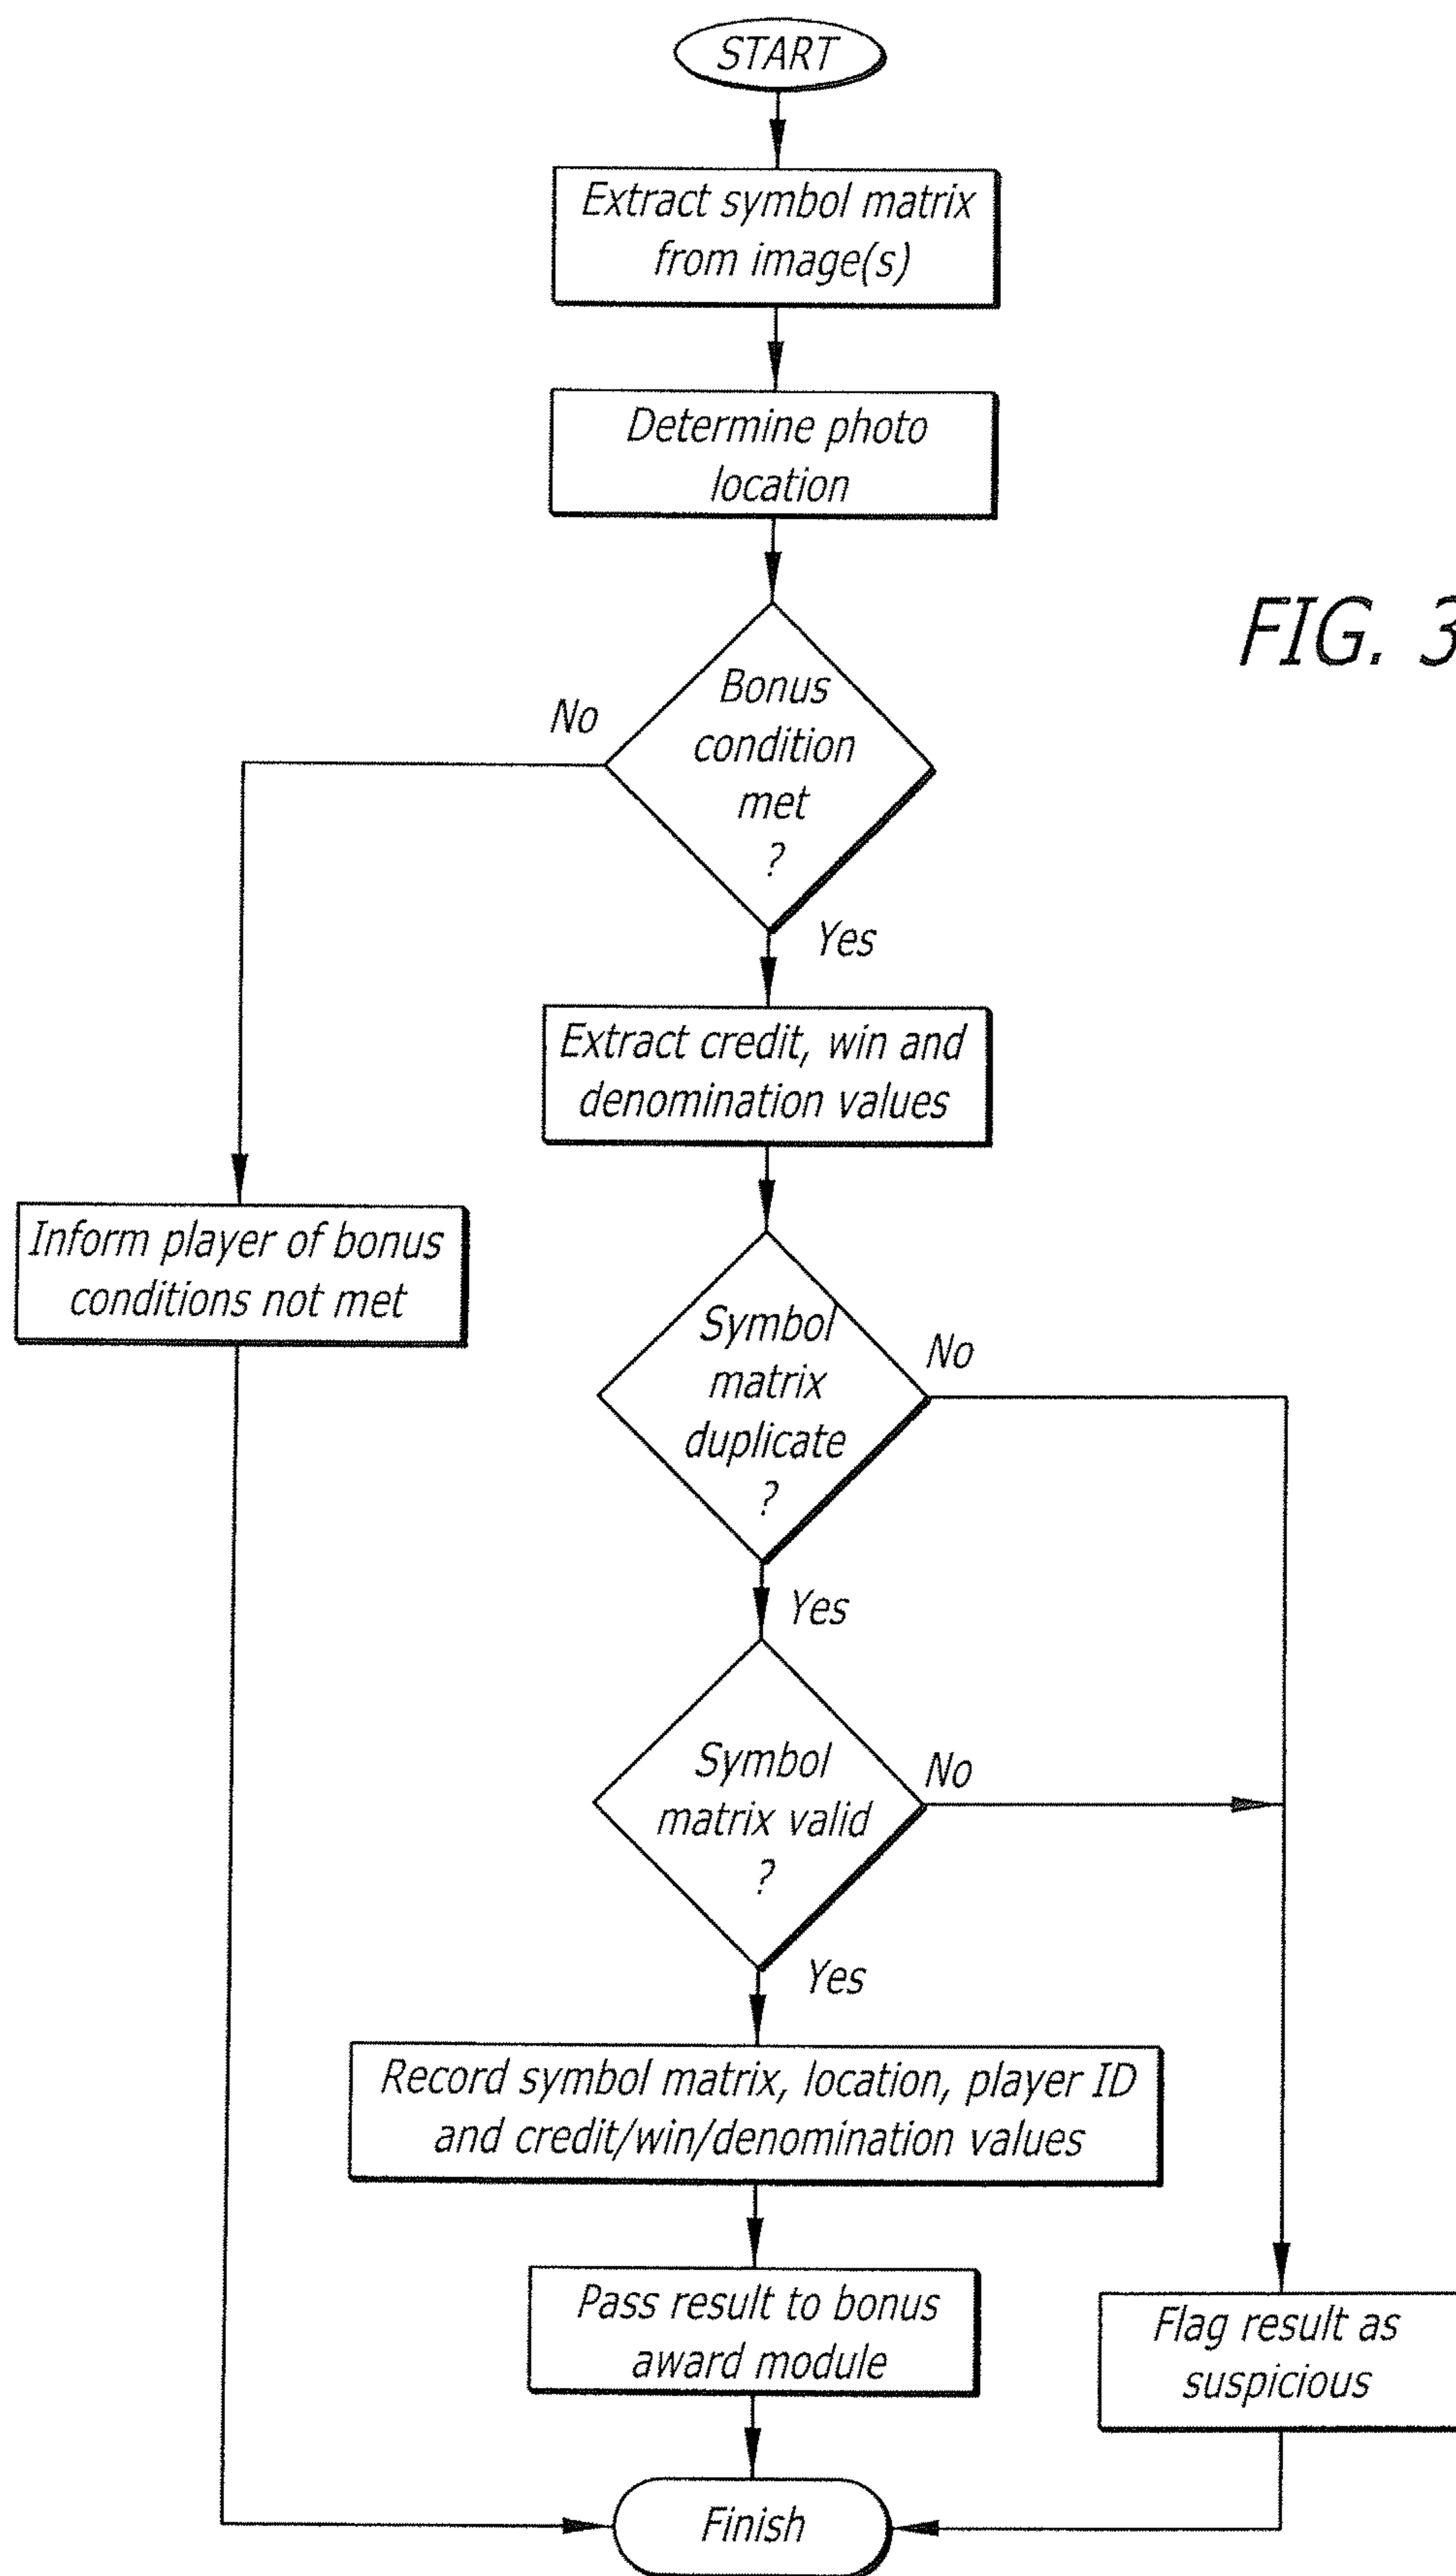 START
Extract symbol matrix
from image(s)
Determine photo
location
FIG. 3
Bonus
condition
met
?
No
Yes
Extract credit, win and
denomination values
Inform player of bonus
conditions not met
Symbol
matrix
duplicate
?
No
Yes
Symbol
matrix valid
?
No
Yes
Record symbol matrix, location, player ID
and credit/win/denomination values
Pass result to bonus
award module
Flag result as
suspicious
Finish